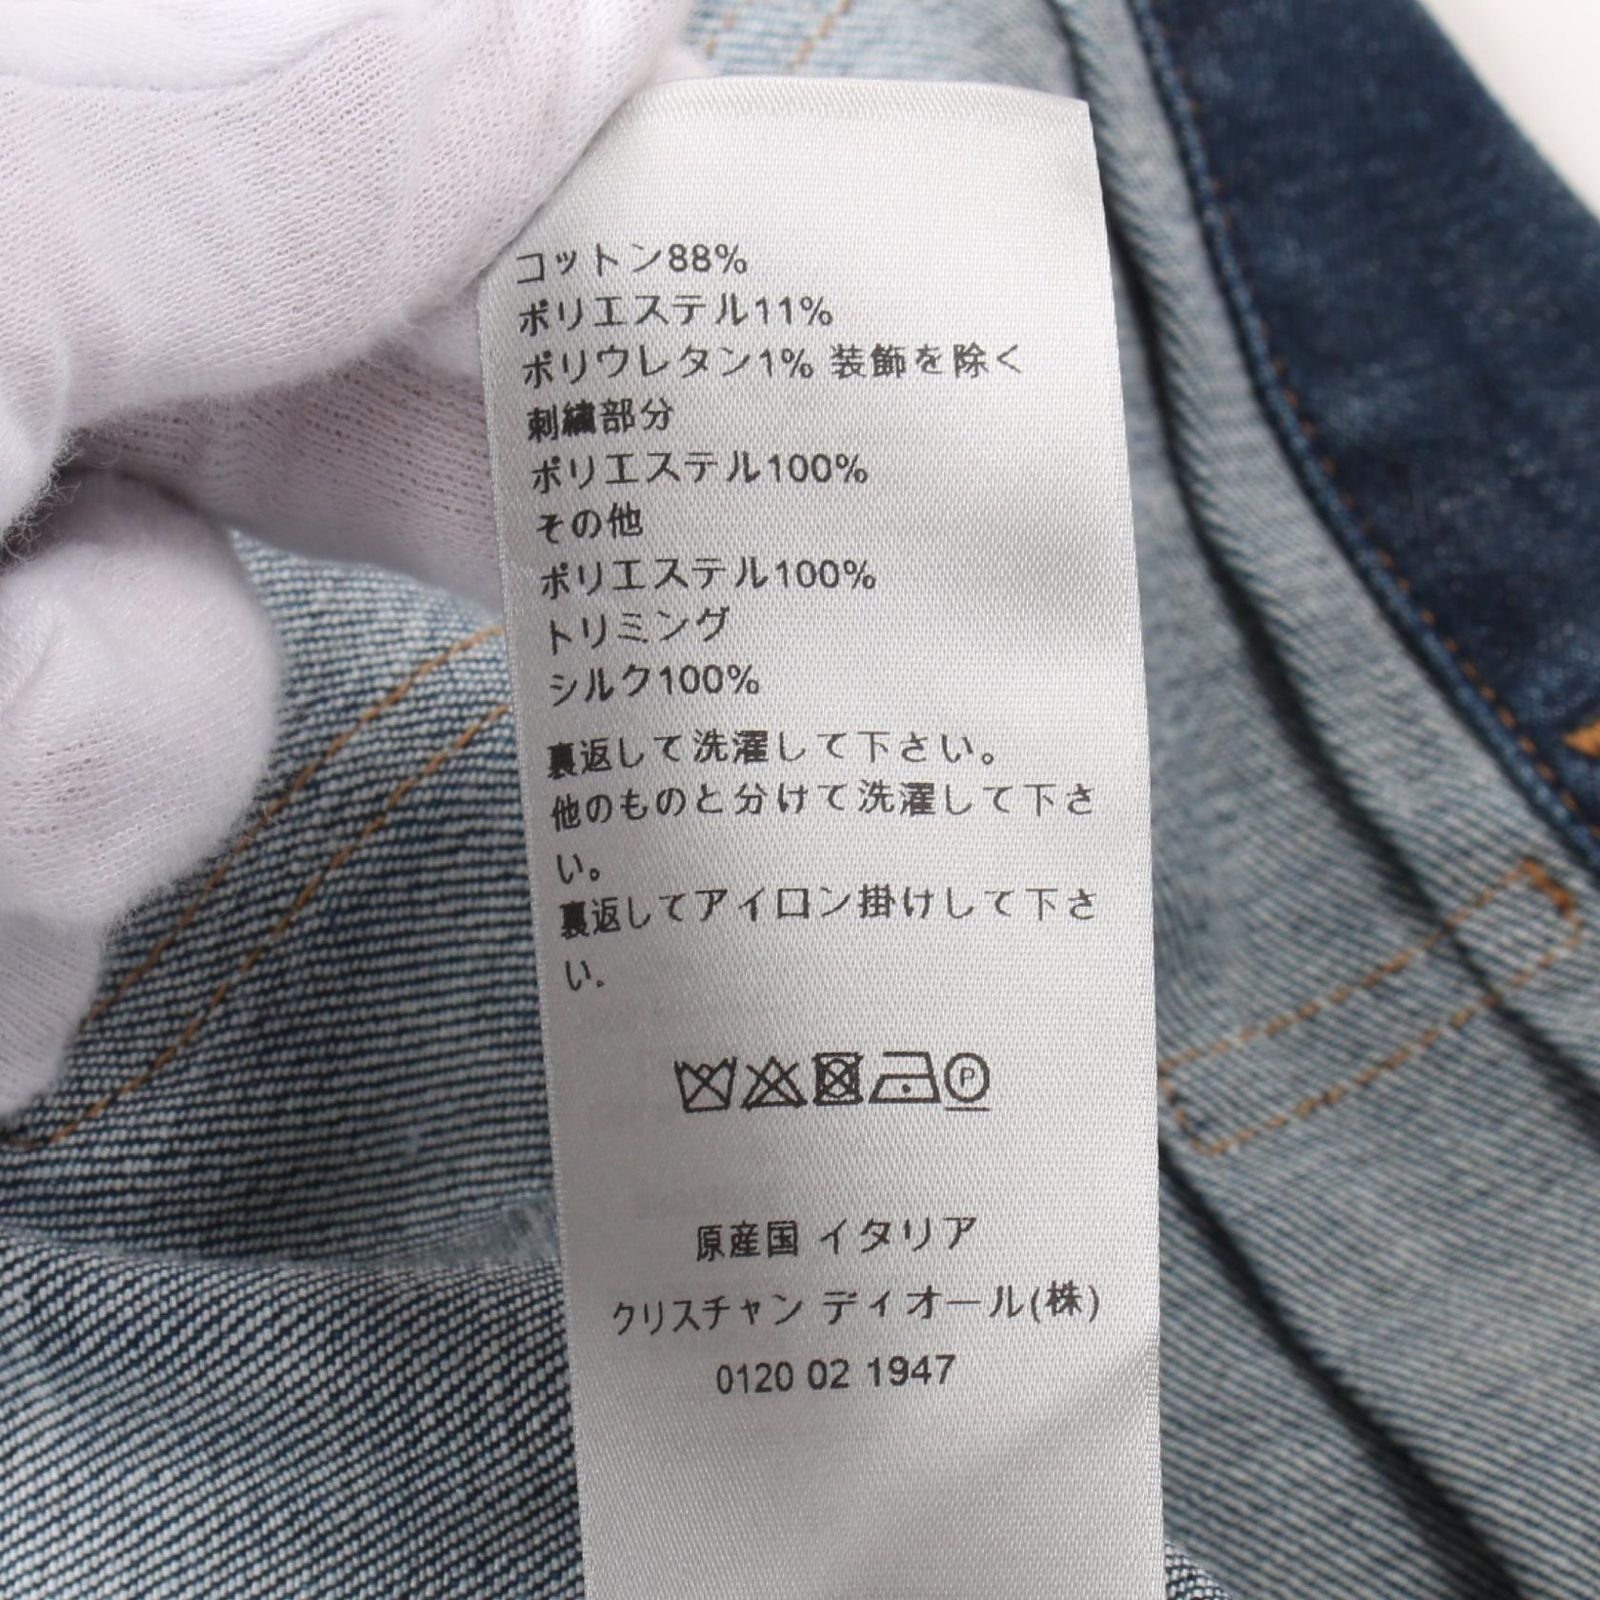 コットン88%
ポリエステル11%
ポリウレタン1% 装飾を除く
刺繍部分
ポリエステル100%
その他
ポリエステル100%
トリミング
シルク100%
裏返して洗濯して下さい。
他のものと分けて洗濯して下さ
い。
裏返してアイロン掛けして下さ
い.
P
原産国 イタリア
クリスチャン ディオール(株)
0120 02 1947